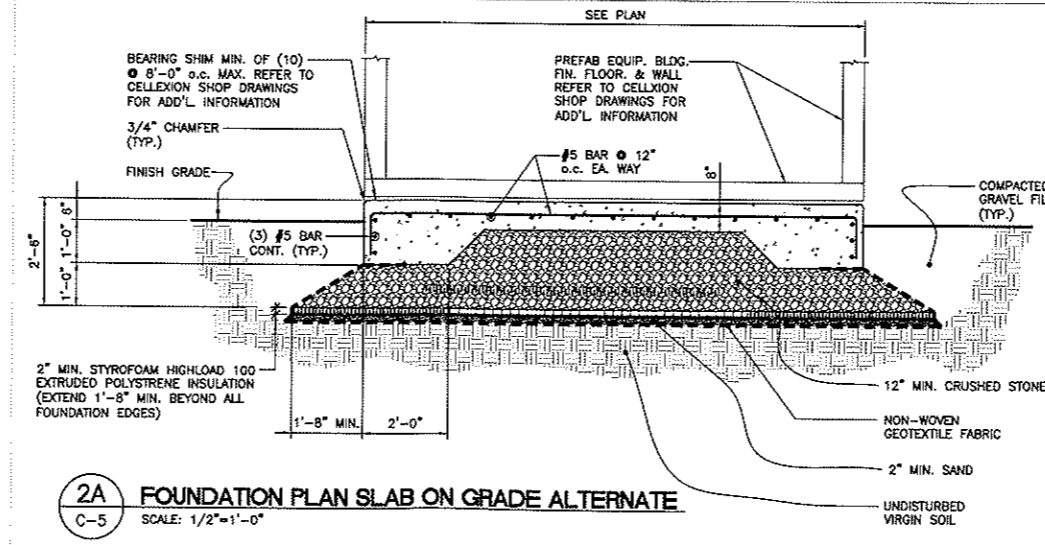 SEE PLAN
BEARING SHIM MIN. OF (10)
@ 8'-0" o.c. MAX. REFER TO
CELLEXION SHOP DRAWINGS
FOR ADD'L INFORMATION
PREFAB EQUIP. BLDG.
FIN. FLOOR. & WALL
REFER TO CELLXION
SHOP DRAWINGS FOR
ADD'L INFORMATION
3/4" CHAMFER
(TYP.)
#5 BAR @ 12"
o.c. EA. WAY
8"
FINISH GRADE
COMPACTED
GRAVEL FIL
(TYP.)
(3) #5 BAR
CONT. (TYP.)
2'-6"
6"
1'-0"
1'-0"
2" MIN. STYROFOAM HIGHLOAD 100
EXTRUDED POLYSTRENE INSULATION
(EXTEND 1'-8" MIN. BEYOND ALL
FOUNDATION EDGES)
1'-8" MIN.
2'-0"
12" MIN. CRUSHED STONE
NON-WOVEN
GEOTEXTILE FABRIC
2" MIN. SAND
UNDISTURBED
VIRGIN SOIL
2A
C-5
FOUNDATION PLAN SLAB ON GRADE ALTERNATE
SCALE: 1/2"=1'-0"